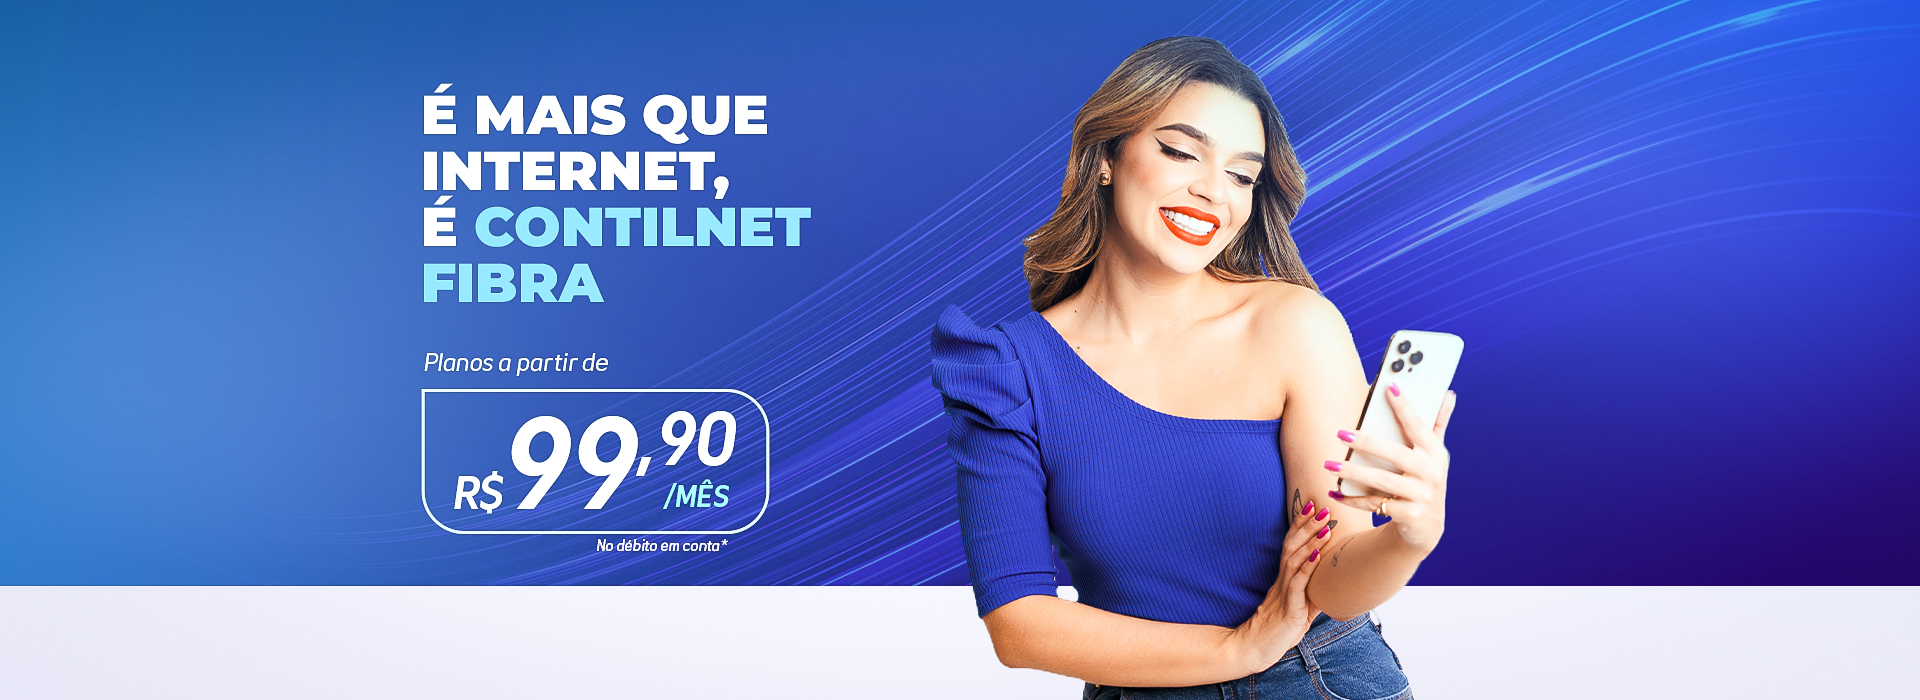 É MAIS QUE
INTERNET,
É CONTILNET
FIBRA
Planos a partir de
R$ 99,90
/MÊS
No débito em conta*